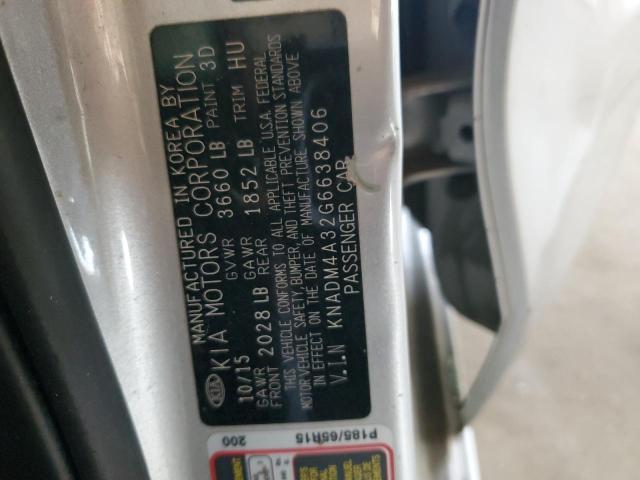 MANUFACTURED IN KOREA BY
KIA KIA MOTORS CORPORATION
10/15 GVWR 3660 LB PAINT 3D
GAWR FRONT 2028 LB GAWR REAR 1852 LB TRIM HU
THIS VEHICLE CONFORMS TO ALL APPLICABLE U.S.A. FEDERAL
MOTOR VEHICLE SAFETY, BUMPER, AND THEFT PREVENTION STANDARDS
IN EFFECT ON THE DATE OF MANUFACTURE SHOWN ABOVE
V.I.N KNADM4A32G6638406
PASSENGER CAR
P185/65R15
200